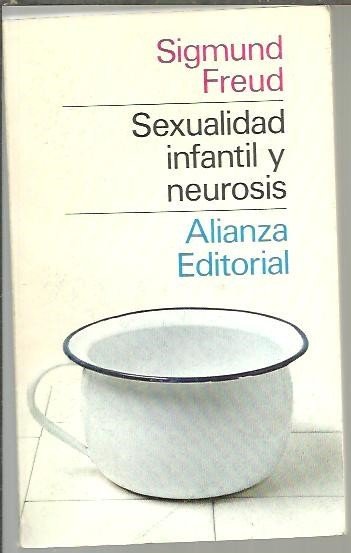 Sigmund
Freud
Sexualidad
infantil y
neurosis
Alianza
Editorial